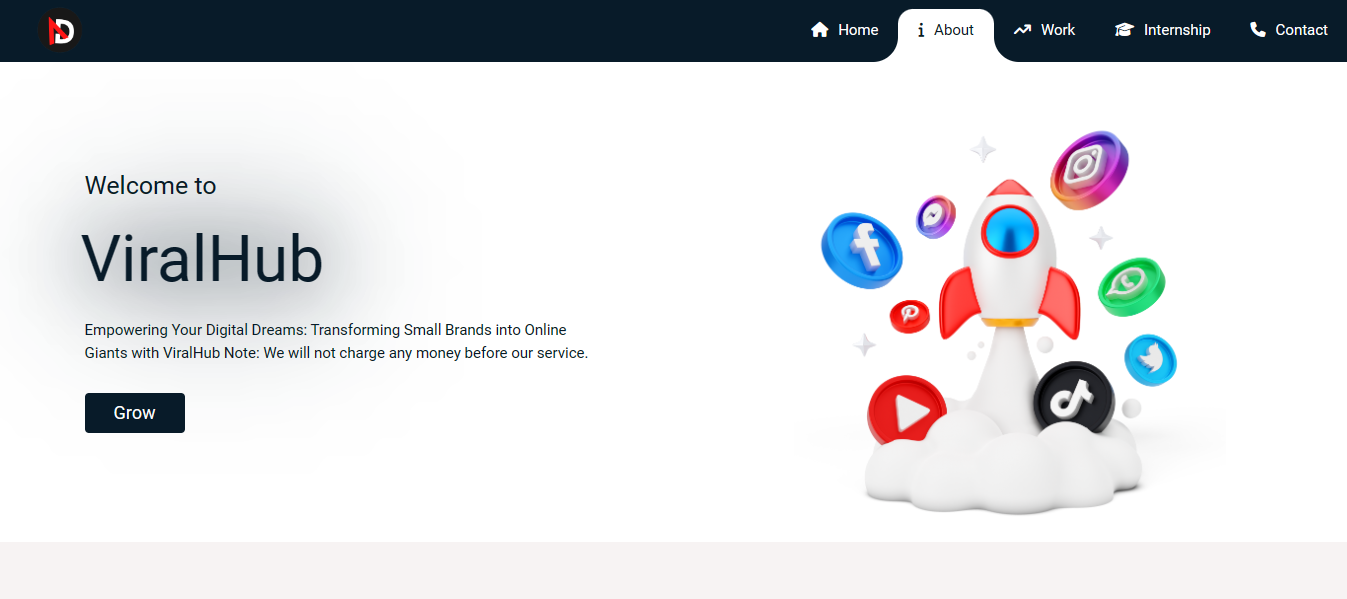 Home
About
Work
Internship
Contact
Welcome to
ViralHub
Empowering Your Digital Dreams: Transforming Small Brands into Online
Giants with ViralHub Note: We will not charge any money before our service.
Grow